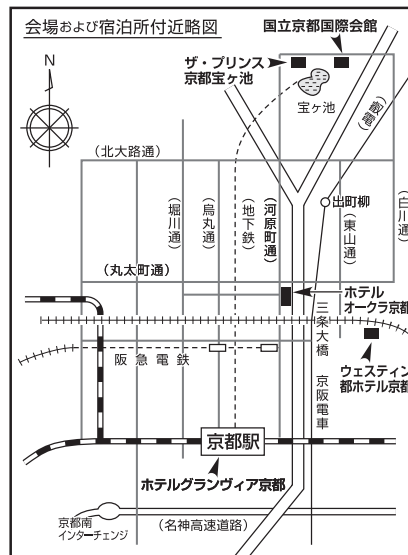 会場および宿泊所付近略図
国立京都国際会館
ザ・プリンス
京都宝ヶ池
N
宝ヶ池
(叡電)
(北大路通)
(堀川通)
(烏丸通)
(地下鉄)
(河原町通)
出町柳
(東山通)
(白川通)
(丸太町通)
ホテル
オークラ京都
三条大橋
阪急電鉄
ウェスティン
都ホテル京都
京阪電車
京都駅
ホテルグランヴィア京都
京都南
インターチェンジ
(名神高速道路)